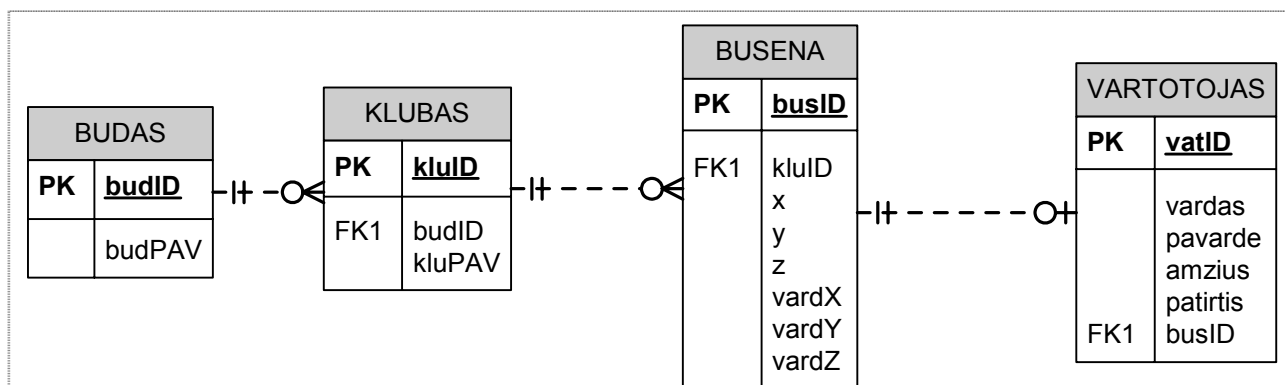 BUDAS
PK budID
budPAV
KLUBAS
PK kluID
FK1 budID
kluPAV
BUSENA
PK busID
FK1 kluID
x
y
z
vardX
vardY
vardZ
VARTOTOJAS
PK vatID
vardas
pavarde
amzius
patirtis
FK1 busID